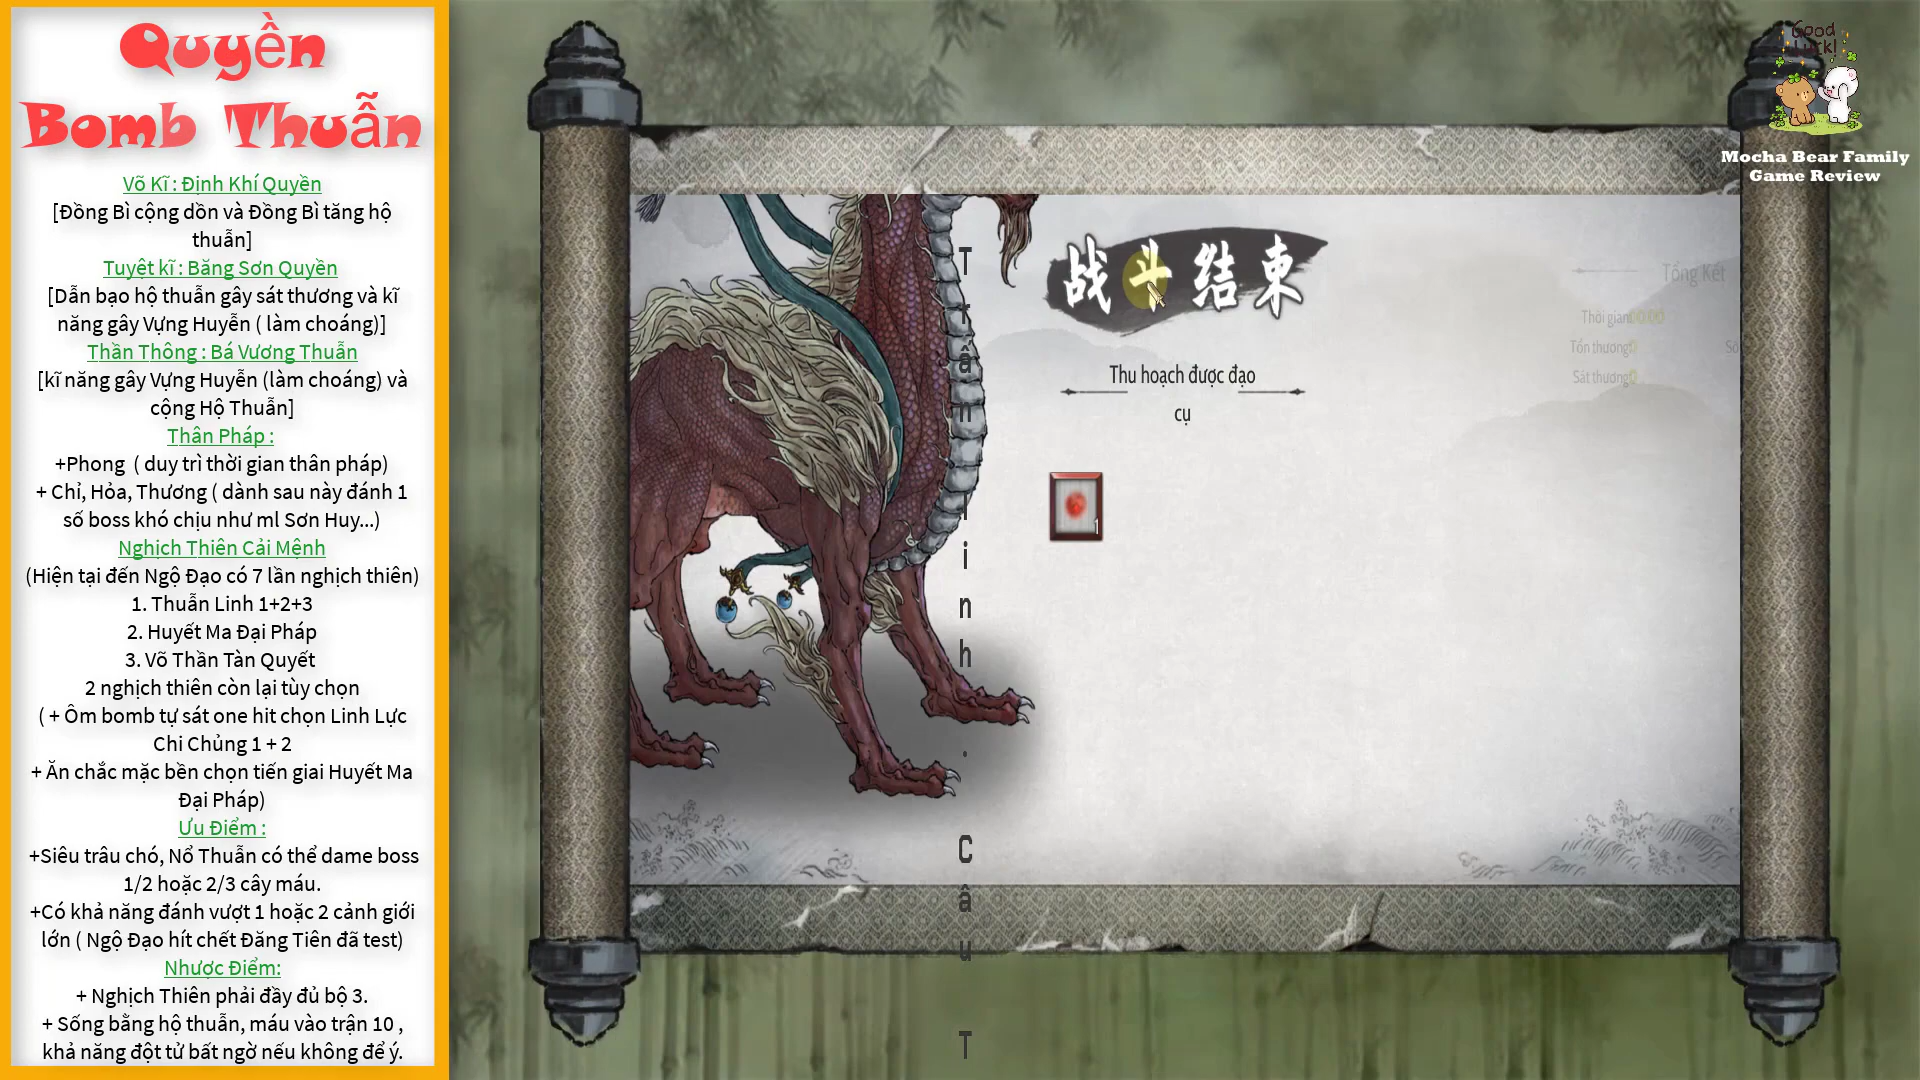 Quyền
Bomb Thuẫn
Võ Kĩ : Định Khí Quyền
[Đồng Bì cộng dồn và Đồng Bì tăng hộ
thuẫn]
Tuyệt kĩ : Băng Sơn Quyền
[Dẫn bạo hộ thuẫn gây sát thương và kĩ
năng gây Vựng Huyễn ( làm choáng)]
Thần Thông : Bá Vương Thuẫn
[kĩ năng gây Vựng Huyễn (làm choáng) và
cộng Hộ Thuẫn]
Thân Pháp :
+Phong ( duy trì thời gian thân pháp)
+ Chỉ, Hỏa, Thương ( dành sau này đánh 1
số boss khó chịu như ml Sơn Huy...)
Nghịch Thiên Cải Mệnh
(Hiện tại đến Ngộ Đạo có 7 lần nghịch thiên)
1. Thuẫn Linh 1+2+3
2. Huyết Ma Đại Pháp
3. Võ Thần Tàn Quyết
2 nghịch thiên còn lại tùy chọn
( + Ôm bomb tự sát one hit chọn Linh Lực
Chi Chủng 1 + 2
+ Ăn chắc mặc bền chọn tiến giai Huyết Ma
Đại Pháp)
Ưu Điểm :
+Siêu trâu chó, Nổ Thuẫn có thể dame boss
1/2 hoặc 2/3 cây máu.
+Có khả năng đánh vượt 1 hoặc 2 cảnh giới
lớn ( Ngộ Đạo hít chết Đăng Tiên đã test)
Nhược Điểm:
+ Nghịch Thiên phải đầy đủ bộ 3.
+ Sống bằng hộ thuẫn, máu vào trận 10 ,
khả năng đột tử bất ngờ nếu không để ý.
战斗结束
Thu hoạch được đạo
cụ
1
Tổng Kết
Thời gian 00:00
Tổn thương 0
Sát thương 0
Good
Luck!
Mocha Bear Family
Game Review